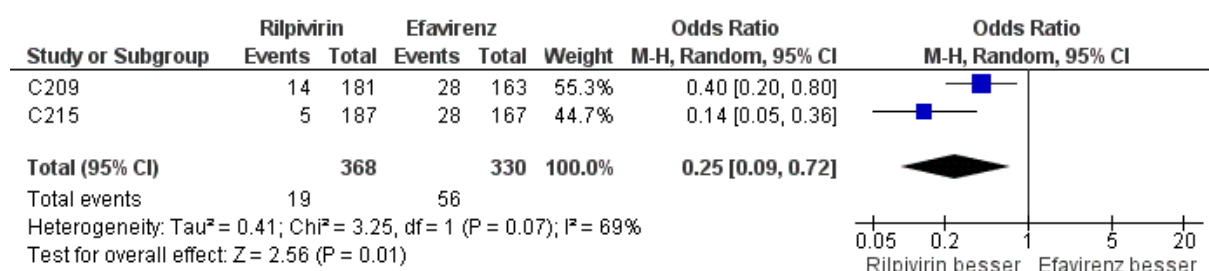 Rilpivirin Efavirenz Odds Ratio Odds Ratio
Study or Subgroup Events Total Events Total Weight M-H, Random, 95% CI M-H, Random, 95% CI
C209 14 181 28 163 55.3% 0.40 [0.20, 0.80]
C215 5 187 28 167 44.7% 0.14 [0.05, 0.36]
Total (95% CI) 368 330 100.0% 0.25 [0.09, 0.72]
Total events 19 56
Heterogeneity: Tau² = 0.41; Chi² = 3.25, df = 1 (P = 0.07); I² = 69%
Test for overall effect: Z = 2.56 (P = 0.01)
0.05 0.2 1 5 20
Rilpivirin besser Efavirenz besser